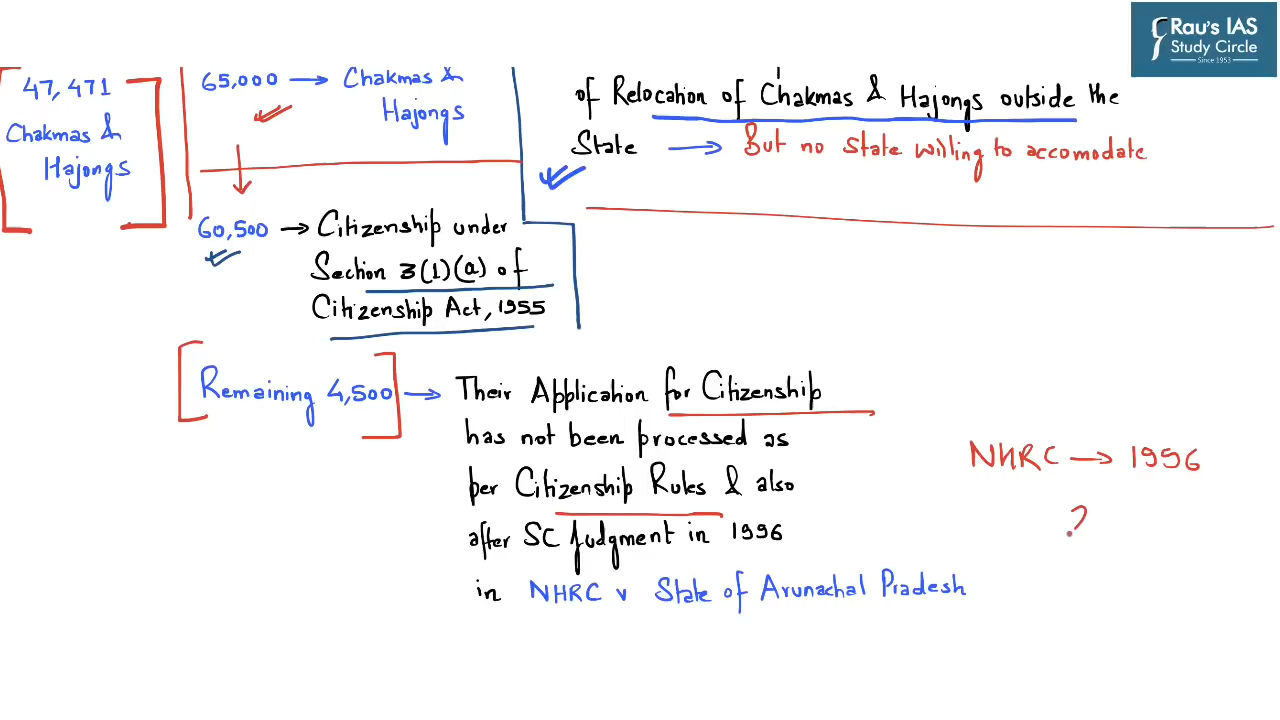 Rau's IAS
Study Circle
Since 1953
47,471
Chakmas &
Hajongs
65,000 → Chakmas &
Hajongs
60,500 → Citizenship under
Section 3(1)(a) of
Citizenship Act, 1955
of Relocation of Chakmas & Hajongs outside the
State → But no State willing to accomodate
Remaining 4,500 → Their Application for Citizenship
has not been processed as
per Citizenship Rules & also
after SC Judgment in 1996
in NHRC v State of Arunachal Pradesh
NHRC → 1996
?